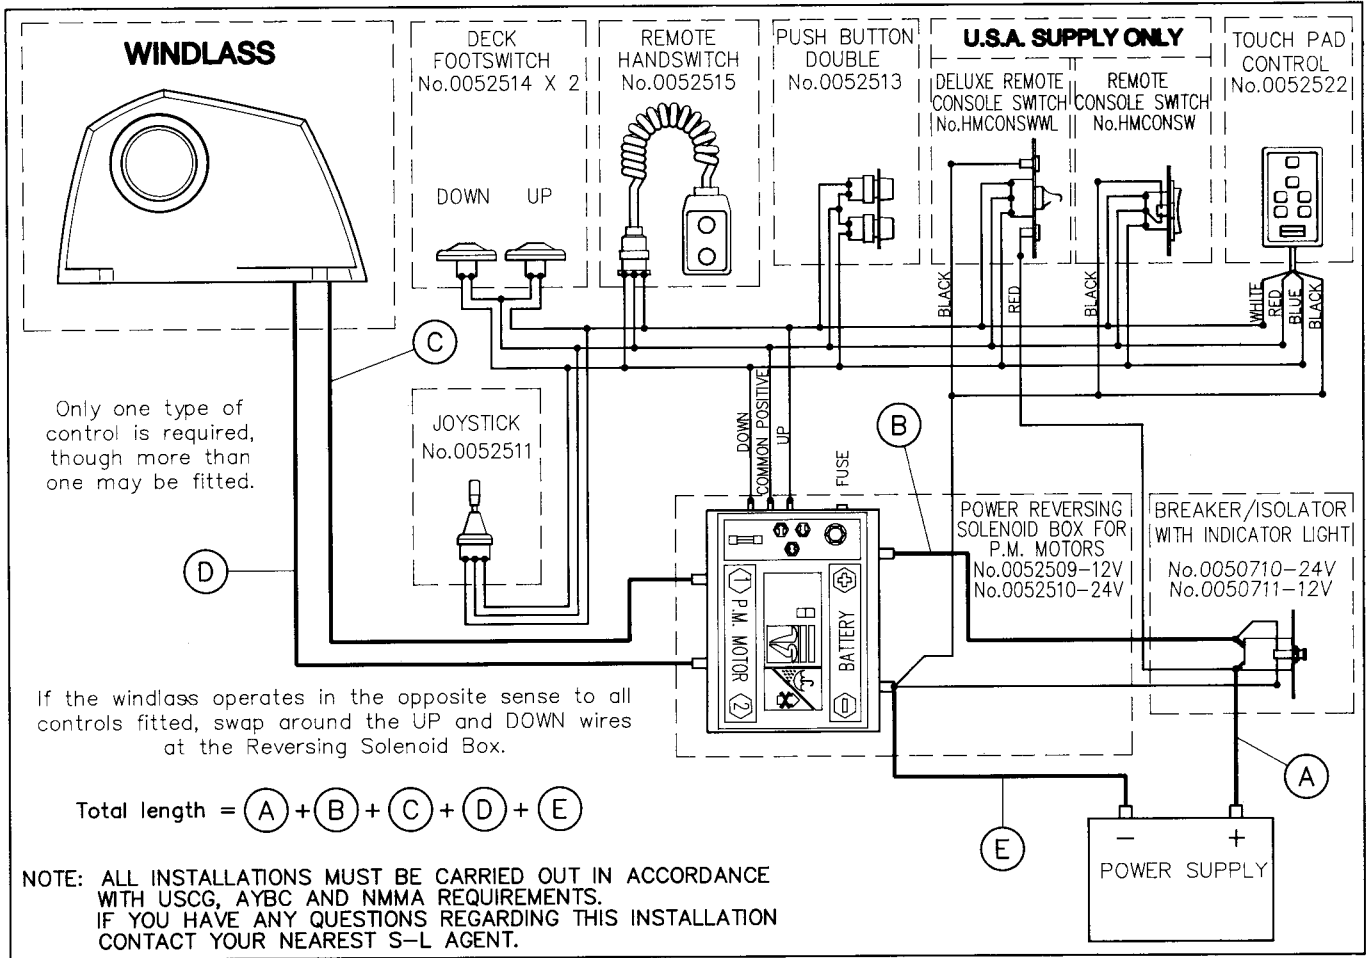 WINDLASS
DECK
FOOTSWITCH
No.0052514 X 2
DOWN UP
REMOTE
HANDSWITCH
No.0052515
PUSH BUTTON
DOUBLE
No.0052513
U.S.A. SUPPLY ONLY
DELUXE REMOTE
CONSOLE SWITCH
No.HMCONSWWL
REMOTE
CONSOLE SWITCH
No.HMCONSW
TOUCH PAD
CONTROL
No.0052522
BLACK
RED
BLACK
WHITE
RED
BLUE
BLACK
C
Only one type of
control is required,
though more than
one may be fitted.
JOYSTICK
No.0052511
DOWN
COMMON POSITIVE
UP
FUSE
B
D
POWER REVERSING
SOLENOID BOX FOR
P.M. MOTORS
No.0052509-12V
No.0052510-24V
BREAKER/ISOLATOR
WITH INDICATOR LIGHT
No.0050710-24V
No.0050711-12V
1 P.M. MOTOR 2
+ BATTERY -
If the windlass operates in the opposite sense to all
controls fitted, swap around the UP and DOWN wires
at the Reversing Solenoid Box.
A
E
Total length = A + B + C + D + E
- +
POWER SUPPLY
NOTE: ALL INSTALLATIONS MUST BE CARRIED OUT IN ACCORDANCE
WITH USCG, AYBC AND NMMA REQUIREMENTS.
IF YOU HAVE ANY QUESTIONS REGARDING THIS INSTALLATION
CONTACT YOUR NEAREST S-L AGENT.